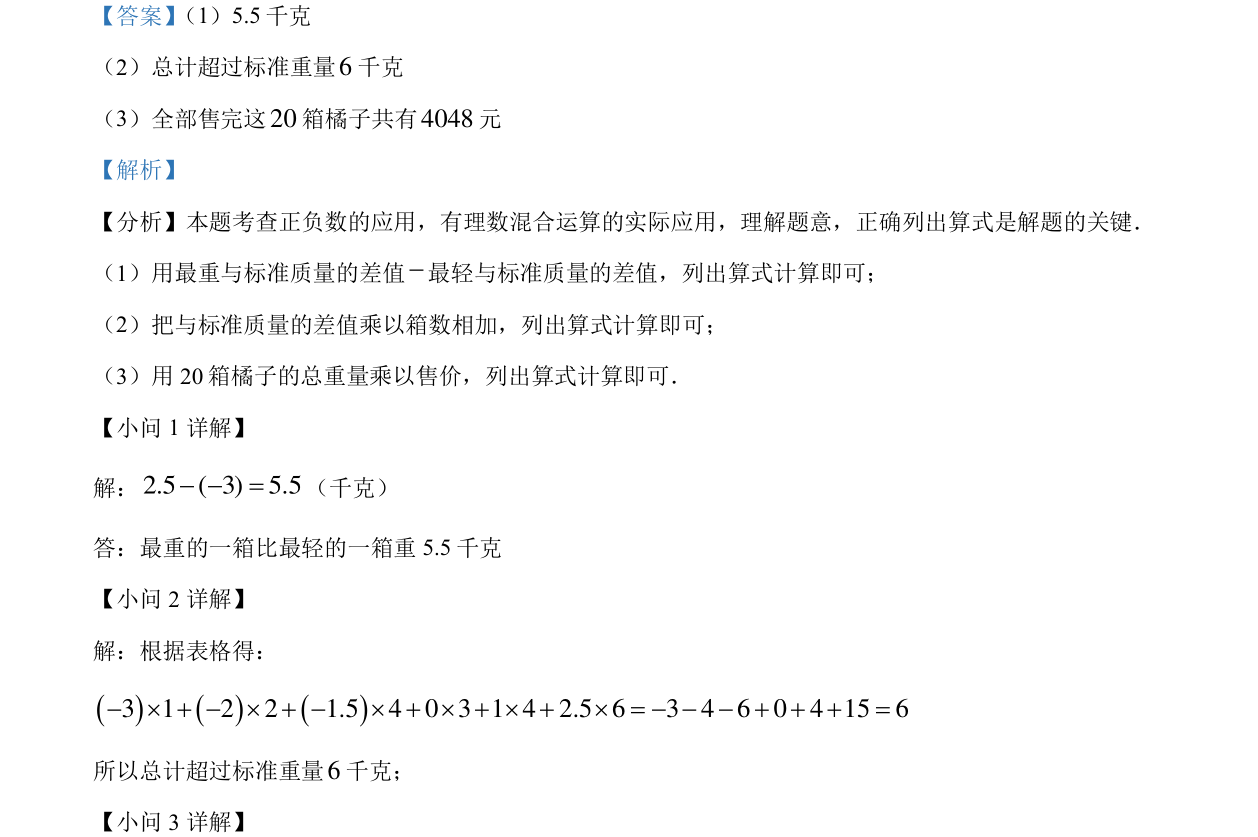 【答案】（1）5.5 千克
（2）总计超过标准重量 6 千克
（3）全部售完这 20 箱橘子共有 4048 元
【解析】
【分析】本题考查正负数的应用，有理数混合运算的实际应用，理解题意，正确列出算式是解题的关键．
（1）用最重与标准质量的差值－最轻与标准质量的差值，列出算式计算即可；
（2）把与标准质量的差值乘以箱数相加，列出算式计算即可；
（3）用 20 箱橘子的总重量乘以售价，列出算式计算即可．
【小问 1 详解】
解：2.5－(−3)＝5.5（千克）
答：最重的一箱比最轻的一箱重 5.5 千克
【小问 2 详解】
解：根据表格得：
(−3)×1+(−2)×2+(−1.5)×4+0×3+1×4+2.5×6=−3−4−6+0+4+15=6
所以总计超过标准重量 6 千克；
【小问 3 详解】